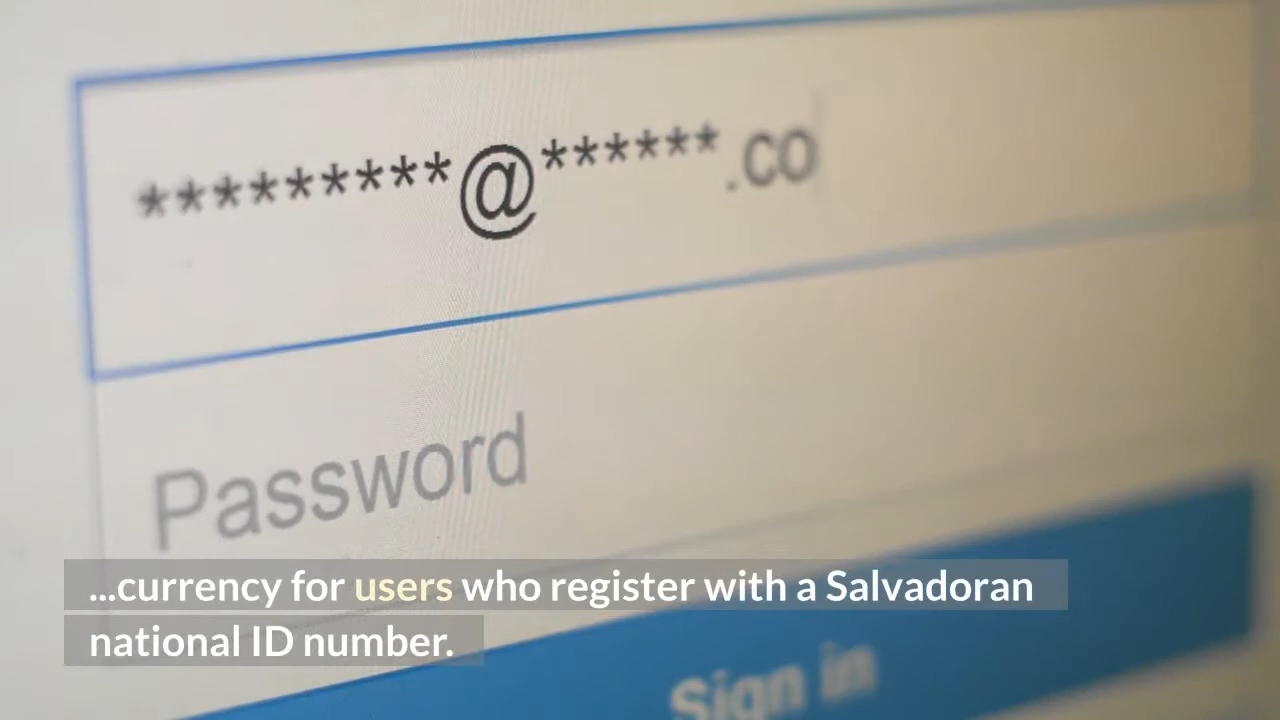 *********@******.co
Password
…currency for users who register with a Salvadoran
national ID number.
Sign in